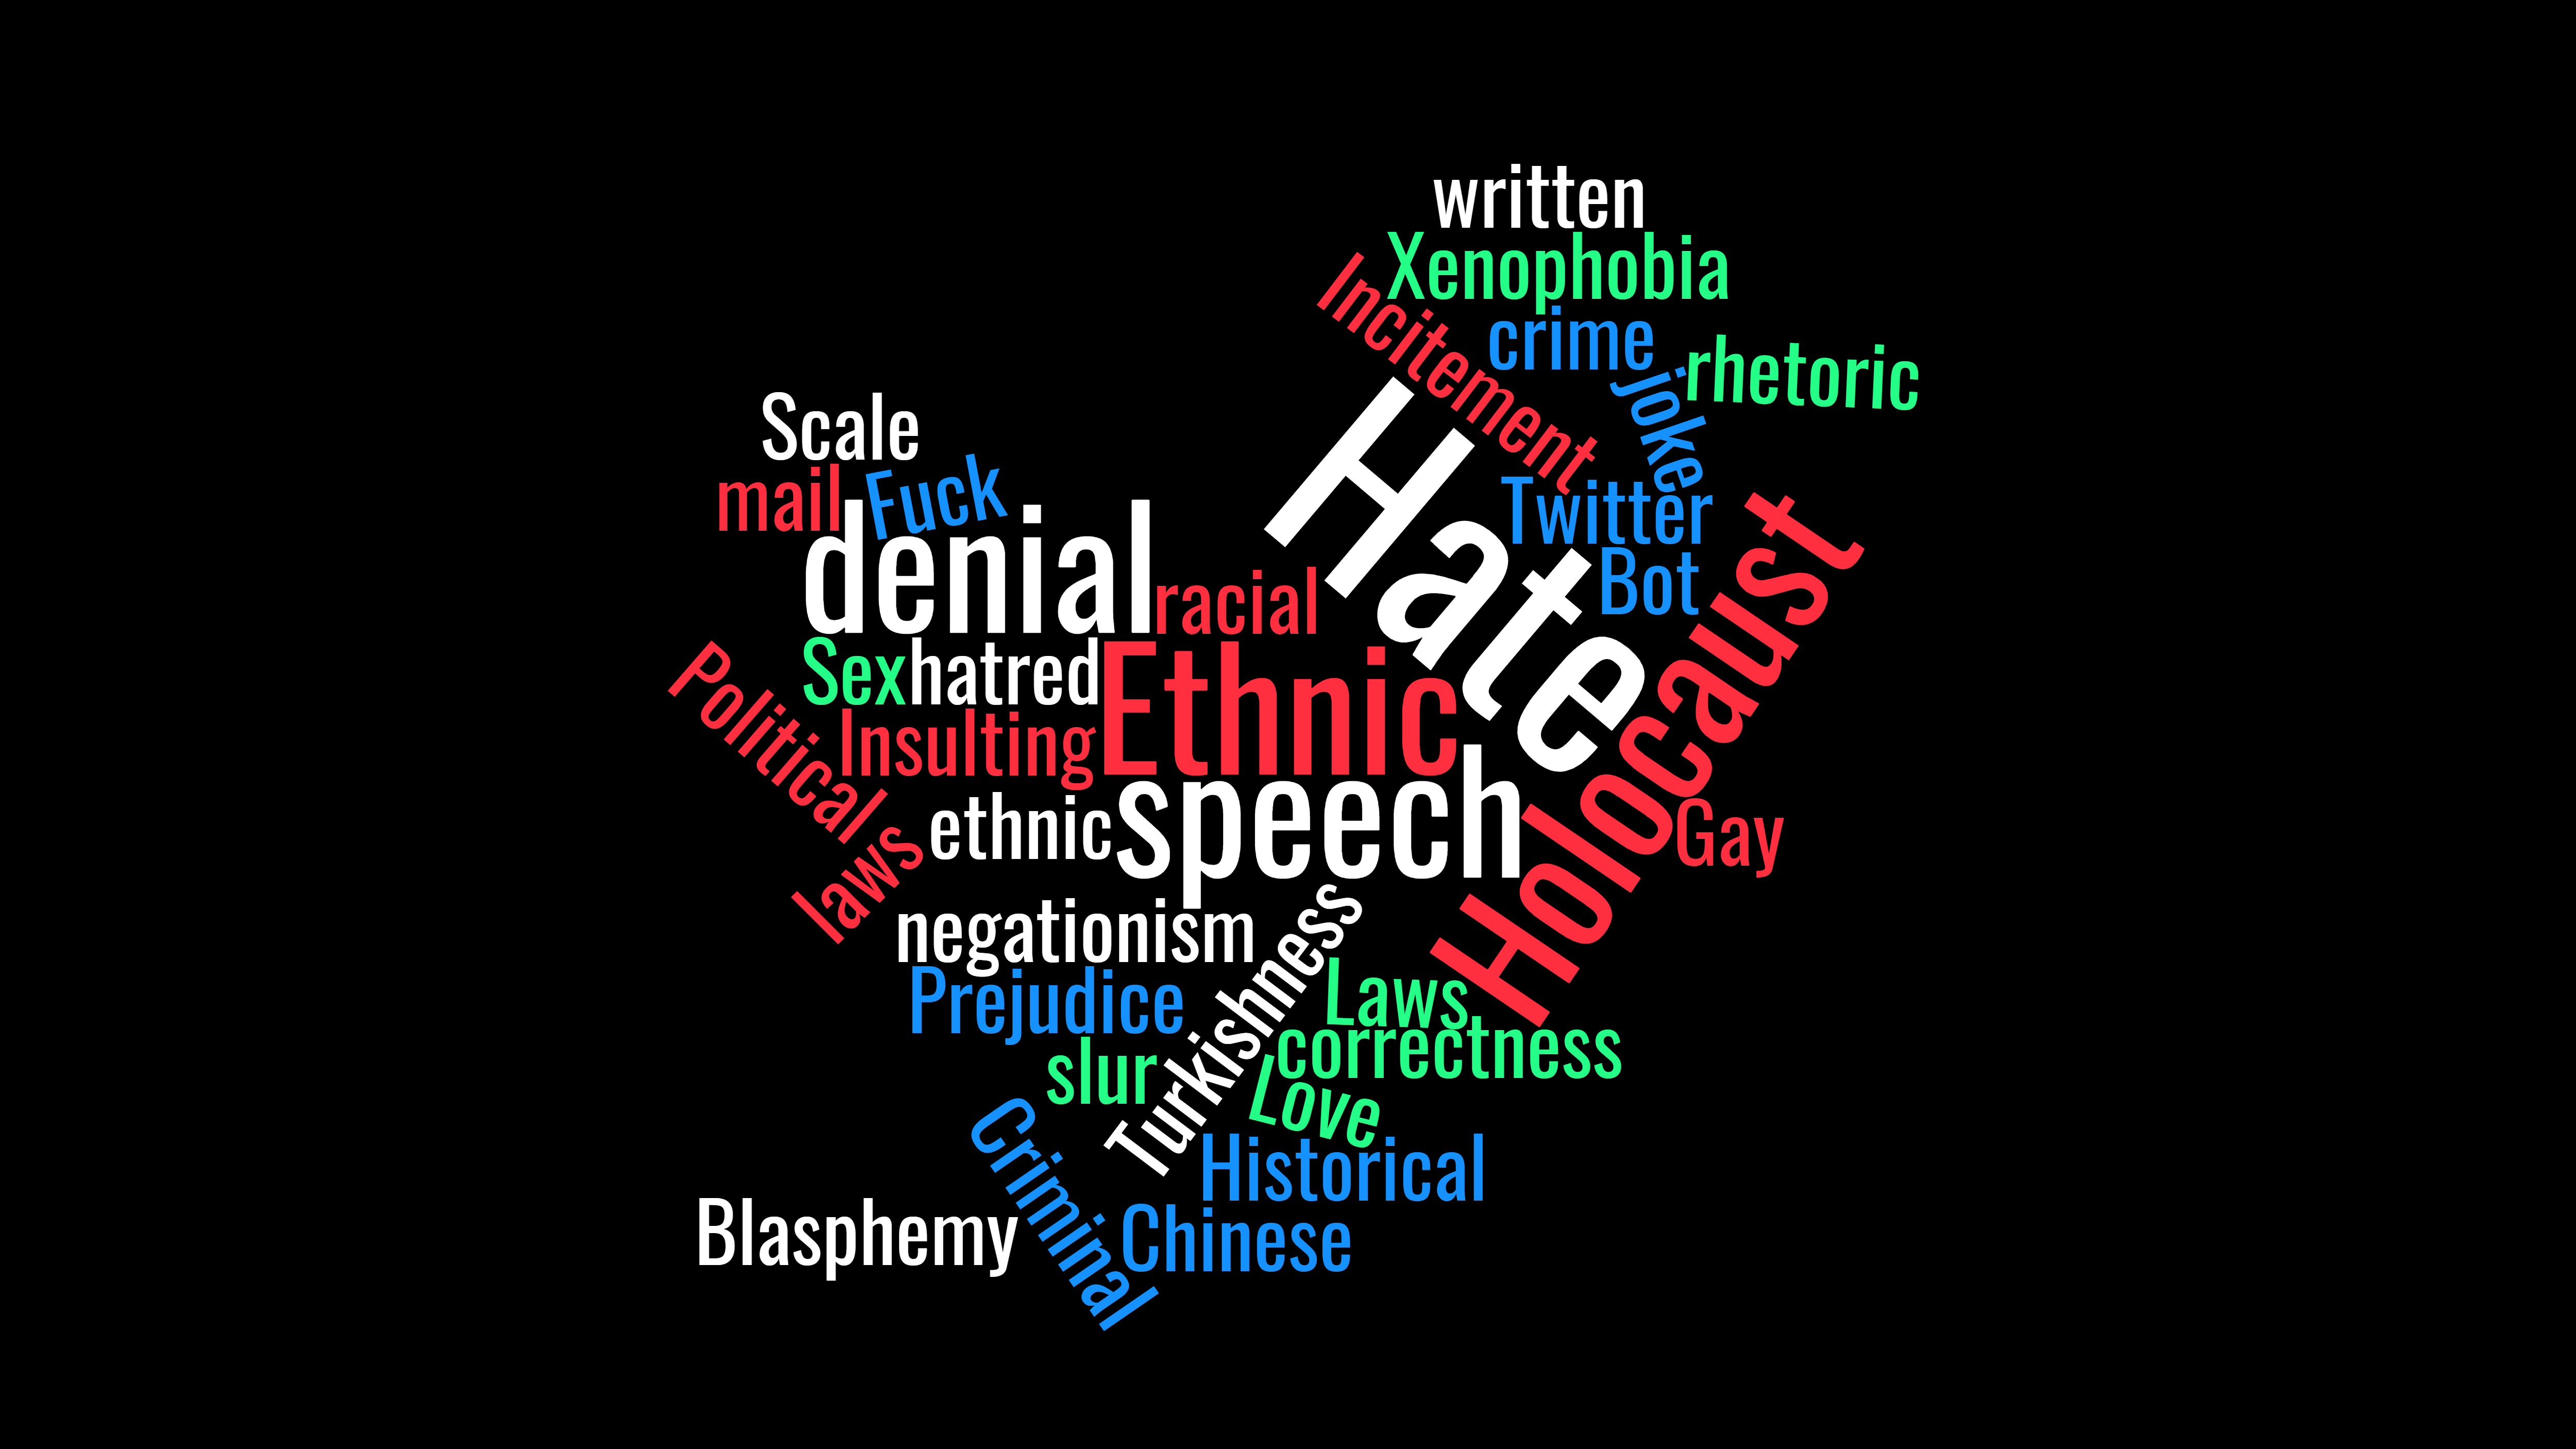 written
Xenophobia
Incitement
crime
rhetoric
joke
Scale
Hate
mail
Fuck
Twitter
denial
Holocaust
Bot
racial
Sex
hatred
Ethnic
Political
Insulting
speech
ethnic
Gay
laws
negationism
Turkishness
Prejudice
Laws
correctness
slur
Love
Criminal
Historical
Blasphemy
Chinese